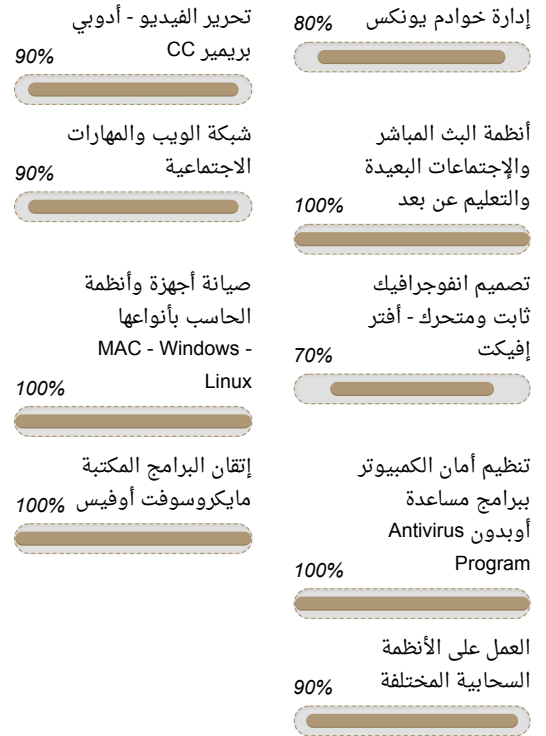 إدارة خوادم يونكس 80%
أنظمة البث المباشر
والإجتماعات البعيدة
والتعليم عن بعد 100%
تصميم انفوجرافيك
ثابت ومتحرك - أفتر
إفيكت 70%
تنظيم أمان الكمبيوتر
ببرامج مساعدة
أوبدون Antivirus
Program 100%
العمل على الأنظمة
السحابية المختلفة 90%
تحرير الفيديو - أدوبي
بريمير CC 90%
شبكة الويب والمهارات
الاجتماعية 90%
صيانة أجهزة وأنظمة
الحاسب بأنواعها
MAC - Windows -
Linux 100%
إتقان البرامج المكتبة
مايكروسوفت أوفيس 100%